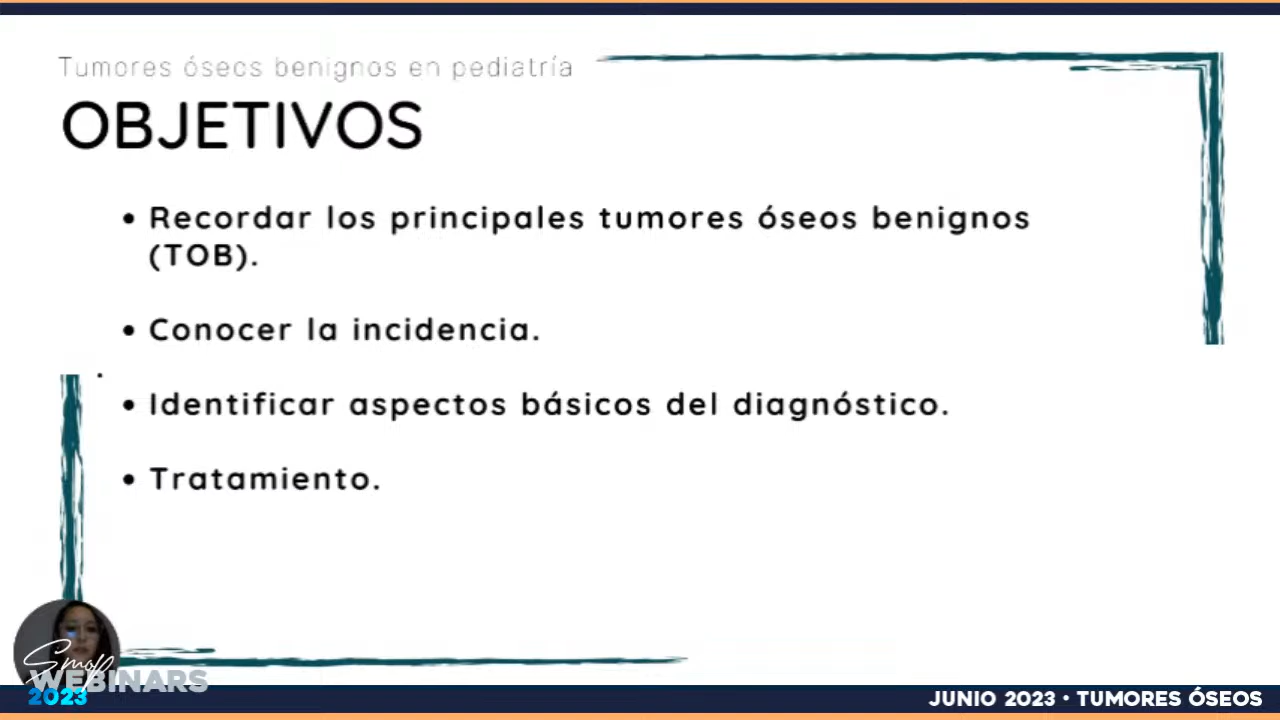 Tumores óseos benignos en pediatría
OBJETIVOS
• Recordar los principales tumores óseos benignos
(TOB).
• Conocer la incidencia.
• Identificar aspectos básicos del diagnóstico.
• Tratamiento.
Smop
WEBINARS
2023
JUNIO 2023 • TUMORES ÓSEOS